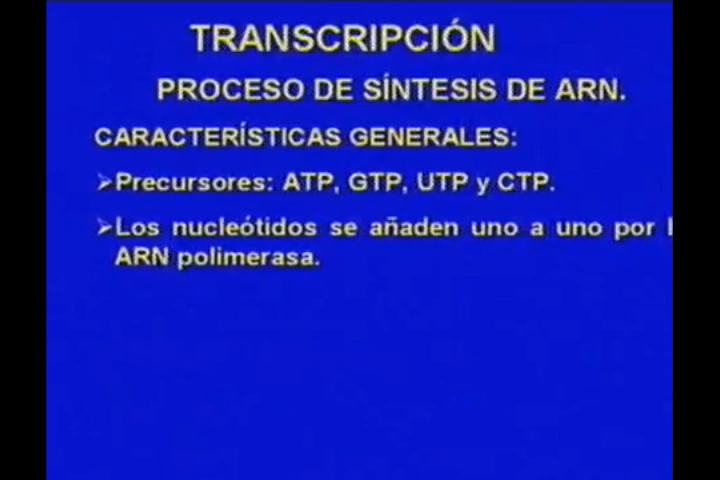 TRANSCRIPCIÓN
PROCESO DE SÍNTESIS DE ARN.
CARACTERÍSTICAS GENERALES:
➢Precursores: ATP, GTP, UTP y CTP.
➢Los nucleótidos se añaden uno a uno por
ARN polimerasa.